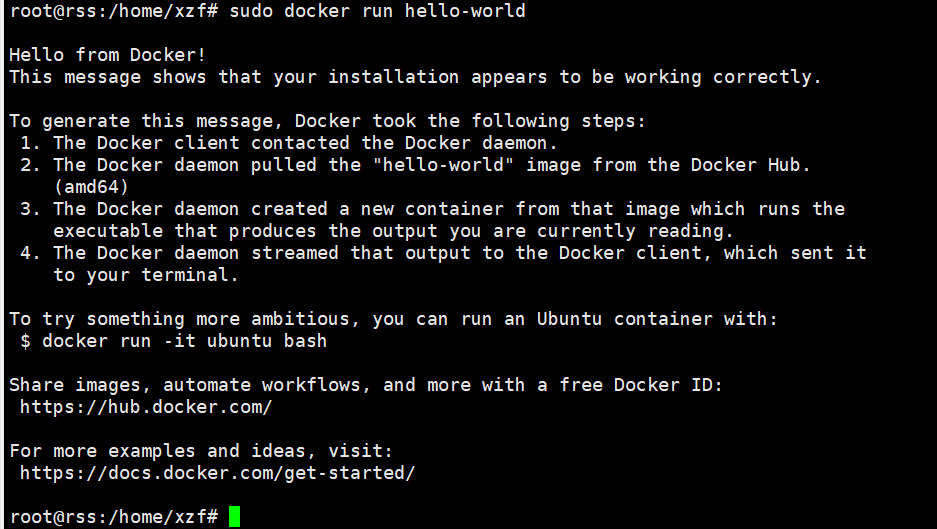 root@rss:/home/xzf# sudo docker run hello-world
Hello from Docker!
This message shows that your installation appears to be working correctly.
To generate this message, Docker took the following steps:
1. The Docker client contacted the Docker daemon.
2. The Docker daemon pulled the "hello-world" image from the Docker Hub.
(amd64)
3. The Docker daemon created a new container from that image which runs the
executable that produces the output you are currently reading.
4. The Docker daemon streamed that output to the Docker client, which sent it
to your terminal.
To try something more ambitious, you can run an Ubuntu container with:
$ docker run -it ubuntu bash
Share images, automate workflows, and more with a free Docker ID:
https://hub.docker.com/
For more examples and ideas, visit:
https://docs.docker.com/get-started/
root@rss:/home/xzf#